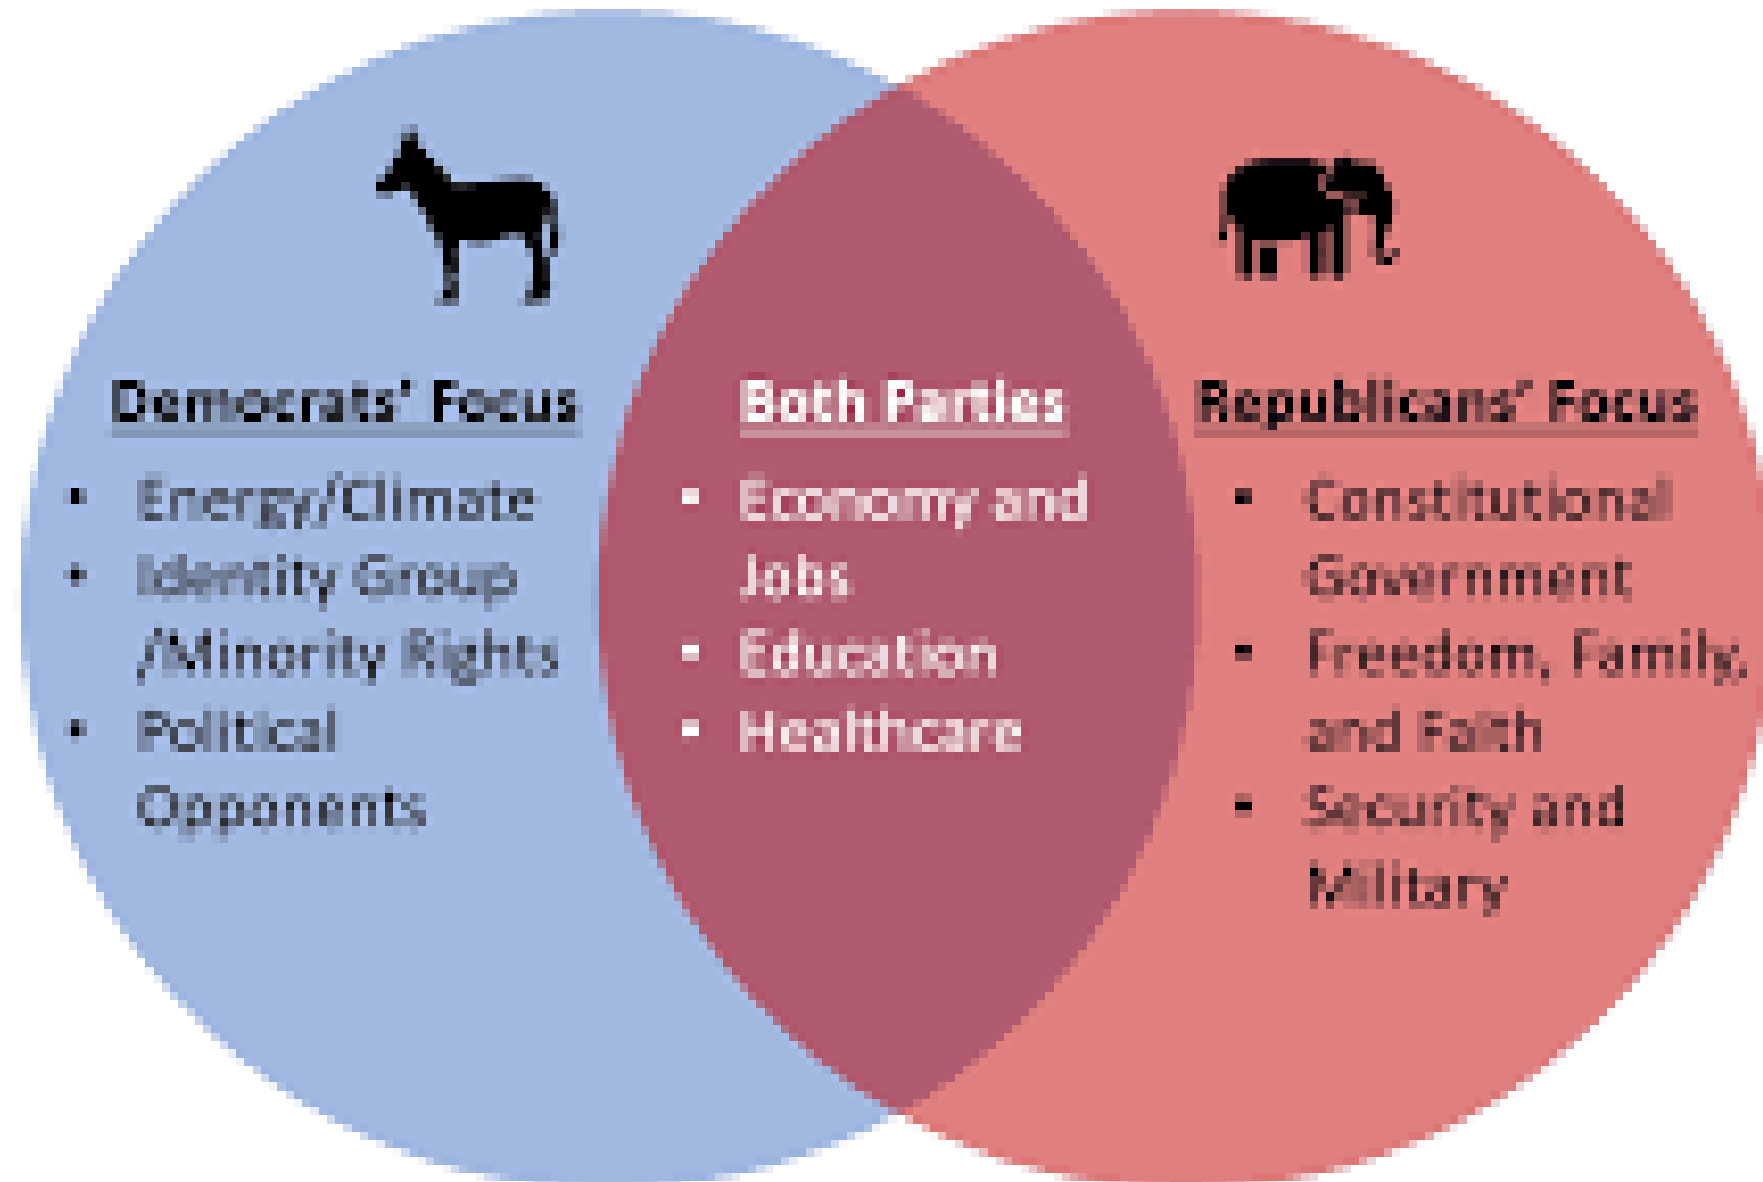 Democrats' Focus
• Energy/Climate
• Identity Group
/Minority Rights
• Political
Opponents
Both Parties
▪ Economy and
Jobs
▪ Education
▪ Healthcare
Republicans' Focus
▪ Constitutional
Government
▪ Freedom, Family,
and Faith
▪ Security and
Military